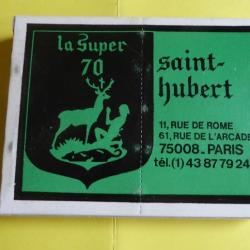 la Super
70
saint-
hubert
11, RUE DE ROME
61, RUE DE L'ARCADE
75008-PARIS
tél.(1) 43 87 79 24